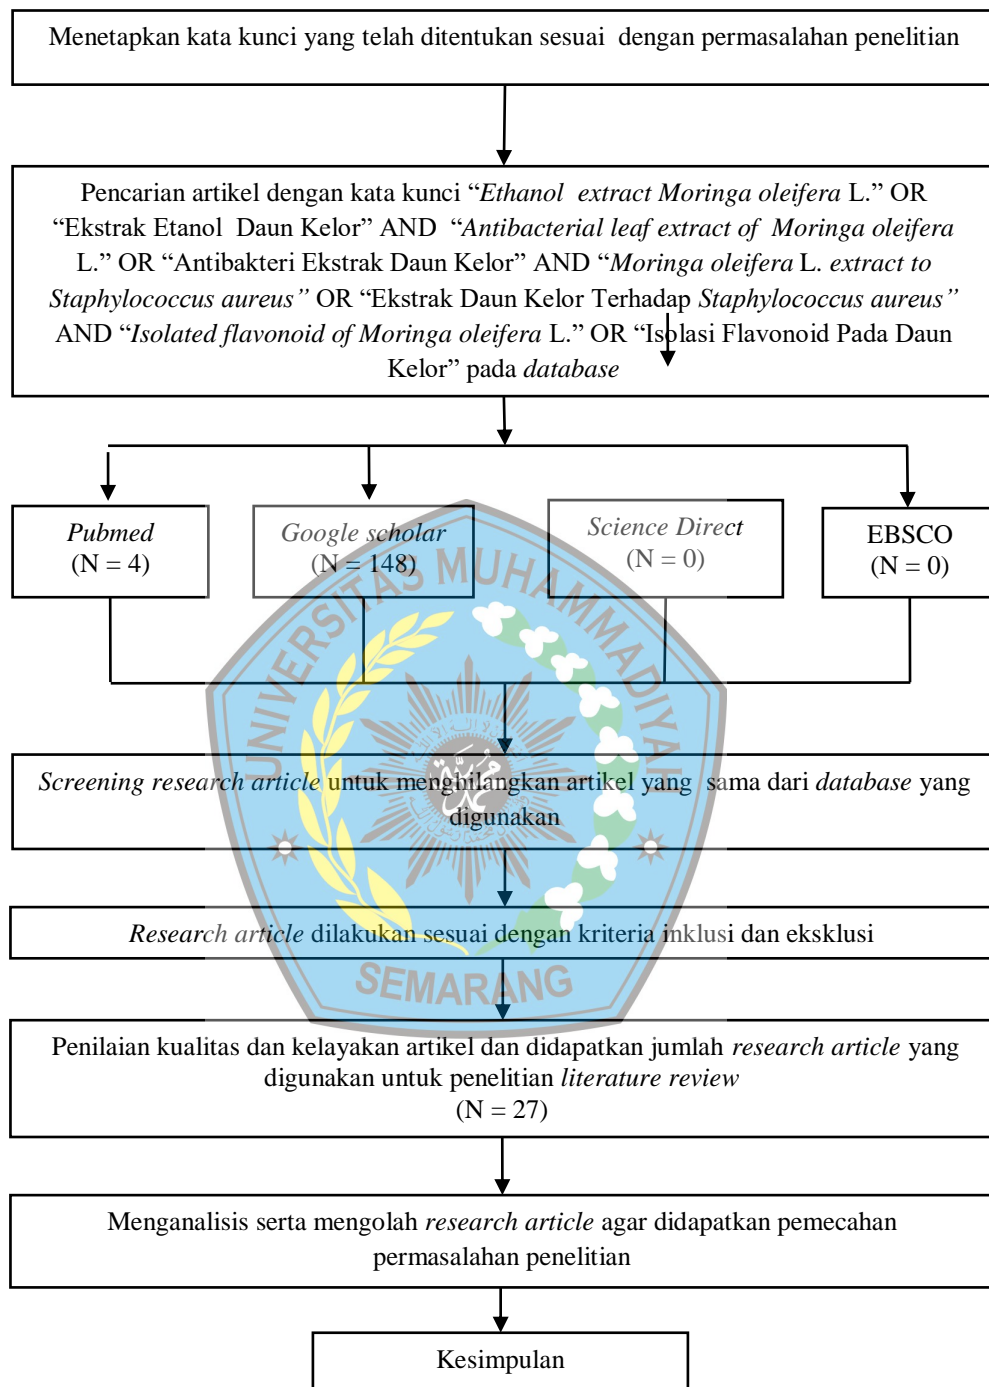 Menetapkan kata kunci yang telah ditentukan sesuai dengan permasalahan penelitian
Pencarian artikel dengan kata kunci “Ethanol extract Moringa oleifera L.” OR
“Ekstrak Etanol Daun Kelor” AND “Antibacterial leaf extract of Moringa oleifera
L.” OR “Antibakteri Ekstrak Daun Kelor” AND “Moringa oleifera L. extract to
Staphylococcus aureus” OR “Ekstrak Daun Kelor Terhadap Staphylococcus aureus”
AND “Isolated flavonoid of Moringa oleifera L.” OR “Isolasi Flavonoid Pada Daun
Kelor” pada database
Pubmed
(N = 4)
Google scholar
(N = 148)
Science Direct
(N = 0)
EBSCO
(N = 0)
UNIVERSITAS MUHAMMADIYAH
SEMARANG
Screening research article untuk menghilangkan artikel yang sama dari database yang
digunakan
Research article dilakukan sesuai dengan kriteria inklusi dan eksklusi
Penilaian kualitas dan kelayakan artikel dan didapatkan jumlah research article yang
digunakan untuk penelitian literature review
(N = 27)
Menganalisis serta mengolah research article agar didapatkan pemecahan
permasalahan penelitian
Kesimpulan